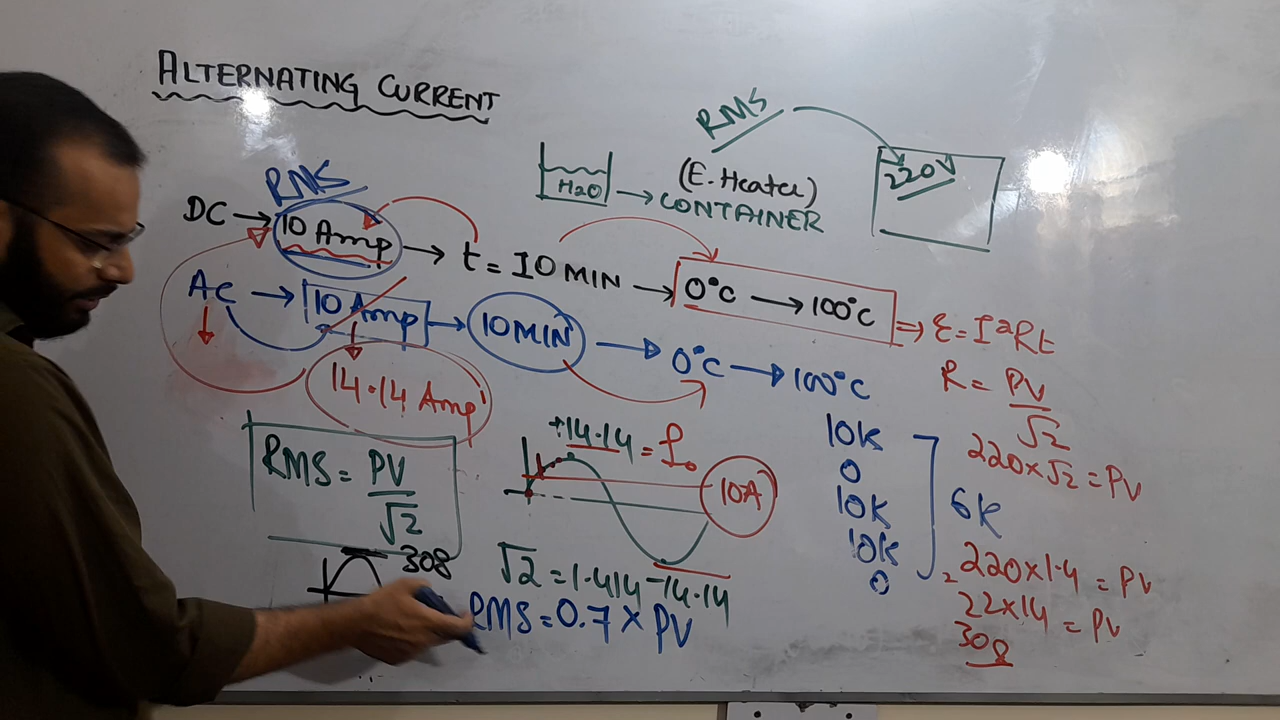 ALTERNATING CURRENT
RMS
220V
H2O → (E. Heater) CONTAINER
RMS
DC → 10 Amp → t = 10 MIN → 0°C → 100°C ⇒ E = I²Rt
AC → 10 Amp → 10 MIN → 0°C → 100°C
14.14 Amp
R = PV
√2
220×√2 = PV
220×1.4 = PV
22×14 = PV
308
10K
0
10K
10K
0
6K
RMS = PV
√2
+14.14 = I₀
10A
-14.14
308
√2 = 1.414
RMS = 0.7 × PV